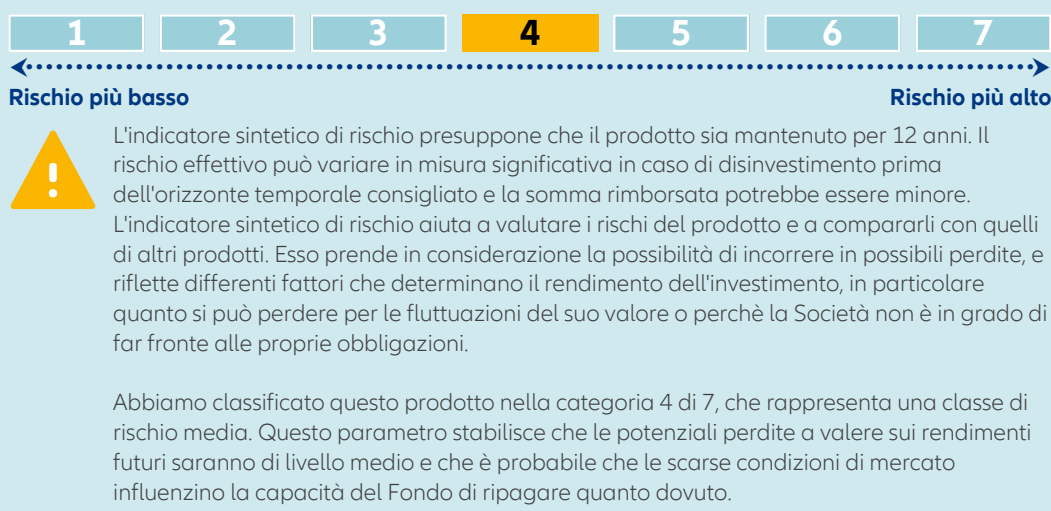 1 2 3 4 5 6 7
Rischio più basso Rischio più alto
L'indicatore sintetico di rischio presuppone che il prodotto sia mantenuto per 12 anni. Il
rischio effettivo può variare in misura significativa in caso di disinvestimento prima
dell'orizzonte temporale consigliato e la somma rimborsata potrebbe essere minore.
L'indicatore sintetico di rischio aiuta a valutare i rischi del prodotto e a compararli con quelli
di altri prodotti. Esso prende in considerazione la possibilità di incorrere in possibili perdite, e
riflette differenti fattori che determinano il rendimento dell'investimento, in particolare
quanto si può perdere per le fluttuazioni del suo valore o perchè la Società non è in grado di
far fronte alle proprie obbligazioni.
Abbiamo classificato questo prodotto nella categoria 4 di 7, che rappresenta una classe di
rischio media. Questo parametro stabilisce che le potenziali perdite a valere sui rendimenti
futuri saranno di livello medio e che è probabile che le scarse condizioni di mercato
influenzino la capacità del Fondo di ripagare quanto dovuto.